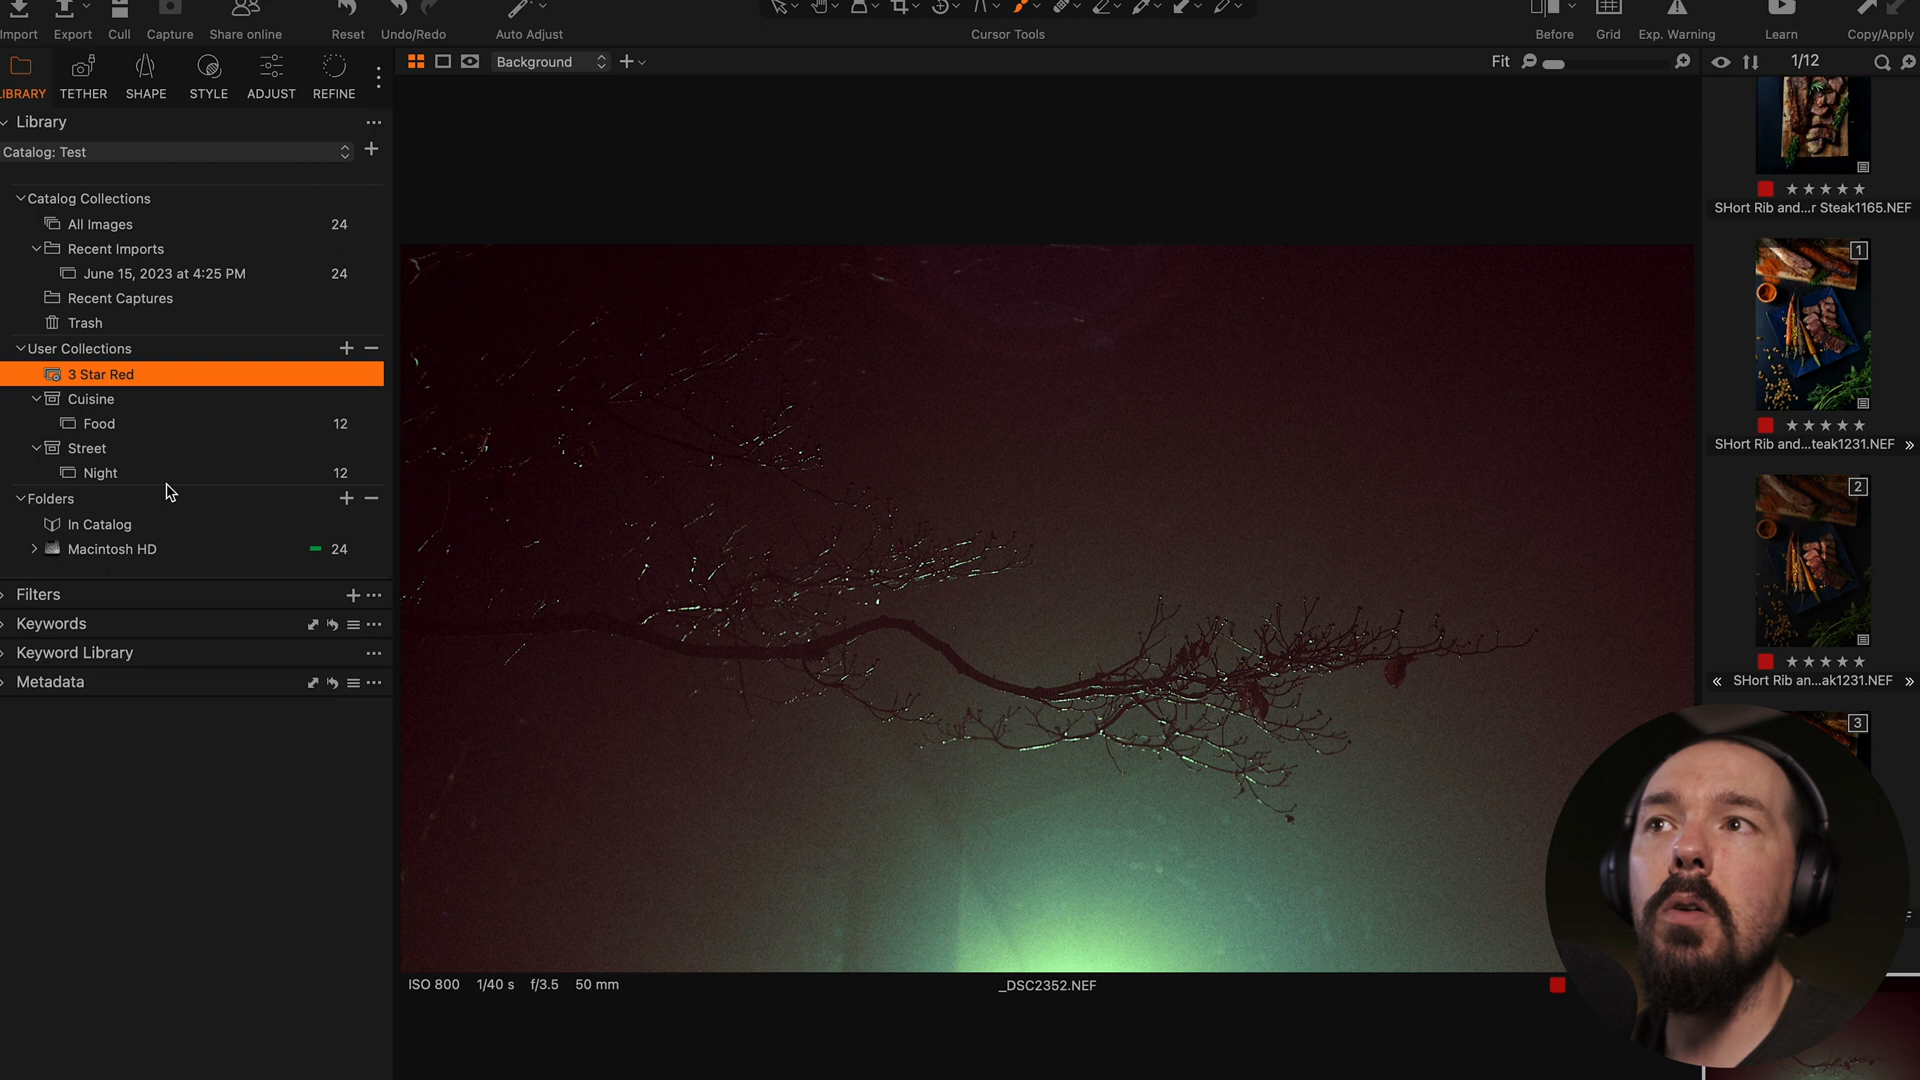 Import
Export
Cull
Capture
Share online
Reset
Undo/Redo
Auto Adjust
Cursor Tools
Before
Grid
Exp. Warning
Learn
Copy/Apply
LIBRARY
TETHER
SHAPE
STYLE
ADJUST
REFINE
Background
Fit
1/12
Library
Catalog: Test
Catalog Collections
All Images 24
Recent Imports
June 15, 2023 at 4:25 PM 24
Recent Captures
Trash
User Collections
3 Star Red
Cuisine
Food 12
Street
Night 12
Folders
In Catalog
Macintosh HD 24
Filters
Keywords
Keyword Library
Metadata
ISO 800 1/40 s f/3.5 50 mm
_DSC2352.NEF
SHort Rib and...r Steak1165.NEF
1
SHort Rib and...teak1231.NEF »
2
« SHort Rib an...ak1231.NEF »
3